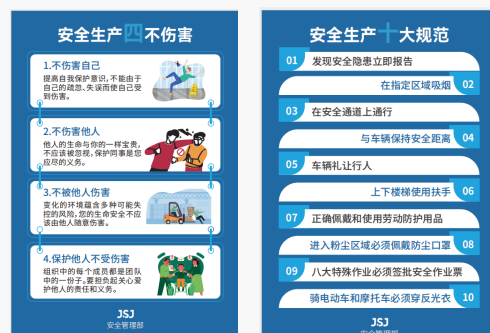 安全生产四不伤害
1.不伤害自己
提高自我保护意识,不能由于
自己的疏忽、失误而使自己受
到伤害。
2.不伤害他人
他人的生命与你的一样宝贵,
不应该被忽视,保护同事是您
应尽的义务。
3.不被他人伤害
变化的环境蕴含多种可能失
控的风险,您的生命安全不应
该由他人随意伤害。
4.保护他人不受伤害
组织中的每个成员都是团队
中的一份子,要担负起关心爱
护他人的责任和义务。
JSJ
安全管理部
安全生产十大规范
01 发现安全隐患立即报告
在指定区域吸烟 02
03 在安全通道上通行
与车辆保持安全距离 04
05 车辆礼让行人
上下楼梯使用扶手 06
07 正确佩戴和使用劳动防护用品
进入粉尘区域必须佩戴防尘口罩 08
09 八大特殊作业必须签批安全作业票
骑电动车和摩托车必须穿反光衣 10
JSJ
安全管理部